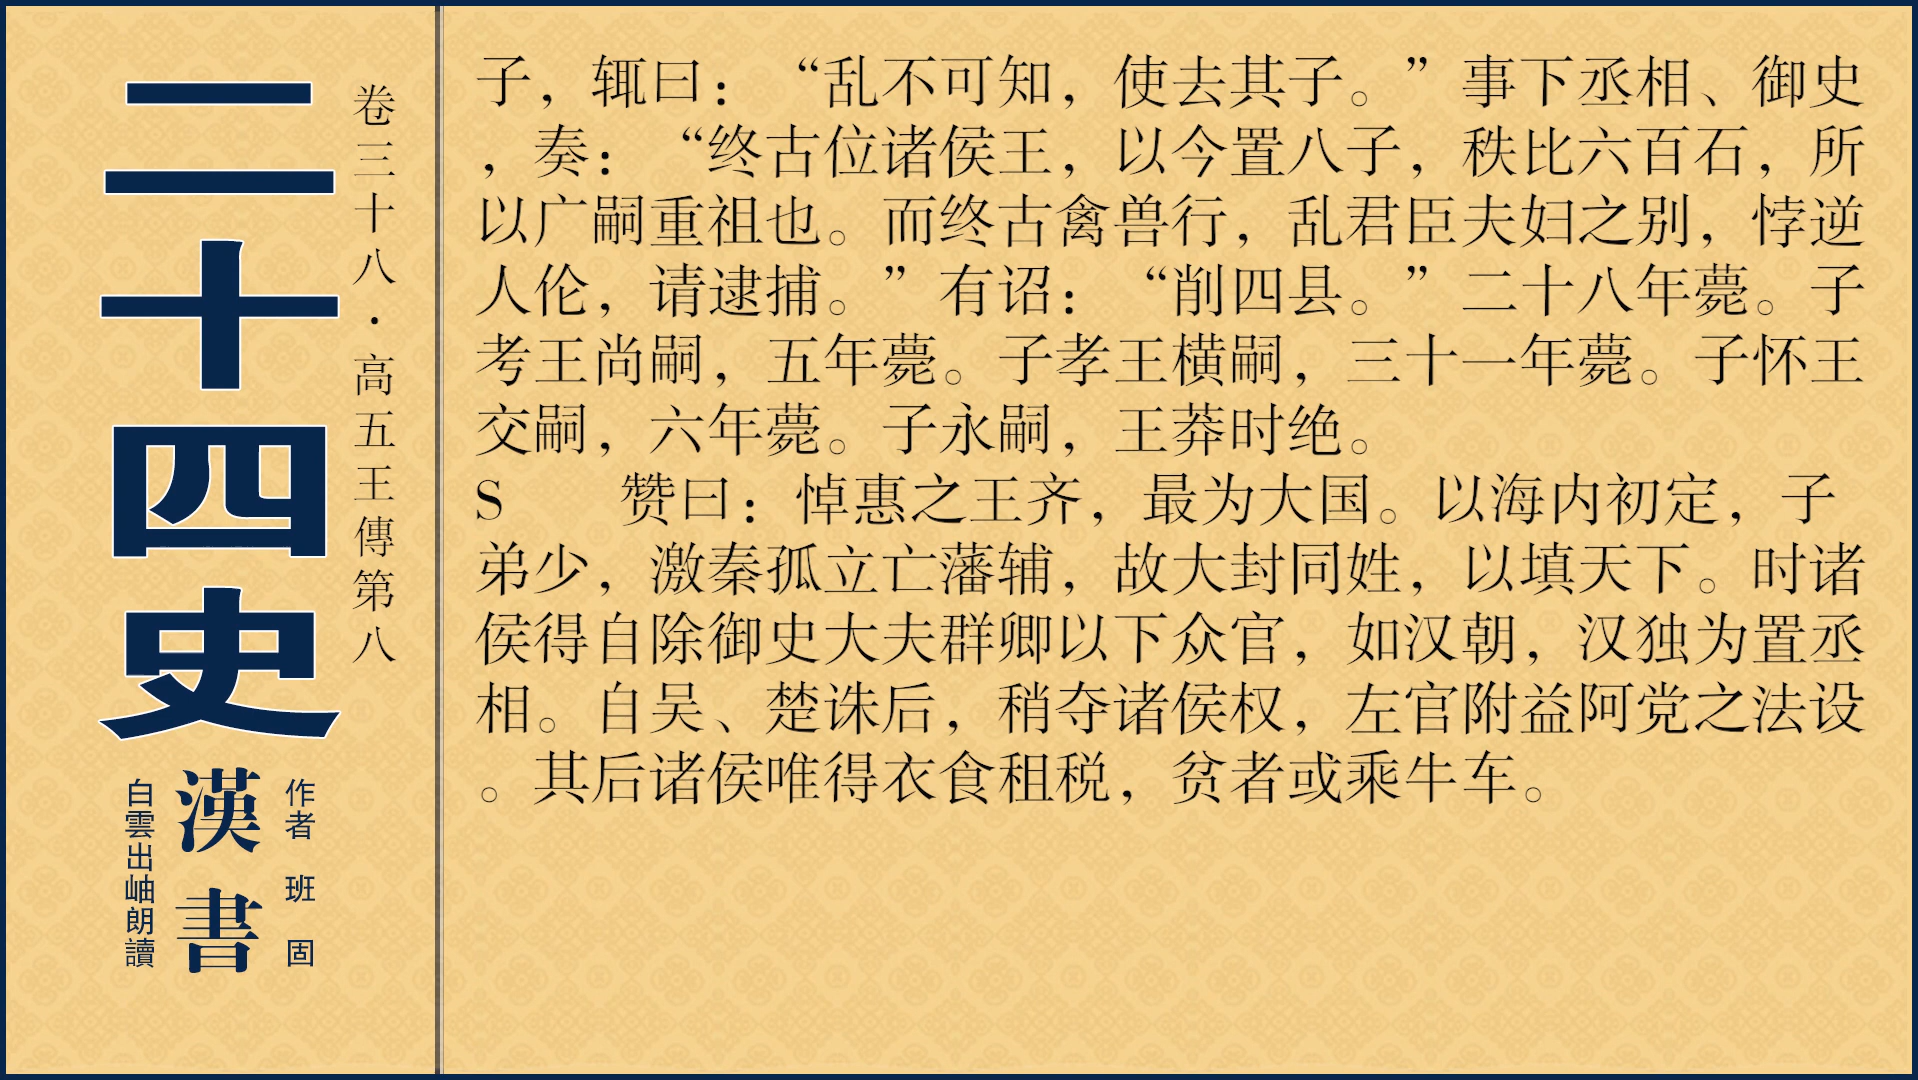 二十四史
卷三十八·高五王傳第八
漢書
作者 班 固
白雲出岫朗讀
子，辄曰：“乱不可知，使去其子。”事下丞相、御史
，奏：“终古位诸侯王，以今置八子，秩比六百石，所
以广嗣重祖也。而终古禽兽行，乱君臣夫妇之别，悖逆
人伦，请逮捕。”有诏：“削四县。”二十八年薨。子
考王尚嗣，五年薨。子孝王横嗣，三十一年薨。子怀王
交嗣，六年薨。子永嗣，王莽时绝。
S　　赞曰：悼惠之王齐，最为大国。以海内初定，子
弟少，激秦孤立亡藩辅，故大封同姓，以填天下。时诸
侯得自除御史大夫群卿以下众官，如汉朝，汉独为置丞
相。自吴、楚诛后，稍夺诸侯权，左官附益阿党之法设
。其后诸侯唯得衣食租税，贫者或乘牛车。